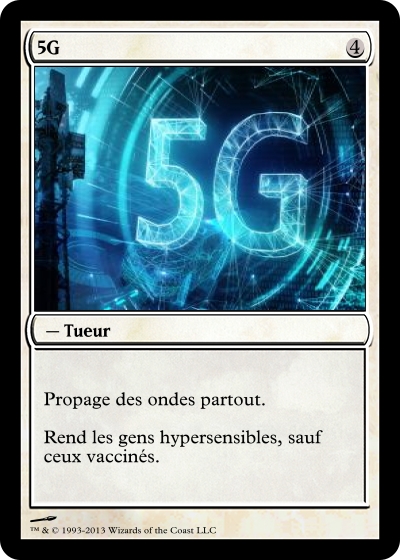 5G
4
5G
— Tueur
Propage des ondes partout.
Rend les gens hypersensibles, sauf
ceux vaccinés.
™ & © 1993-2013 Wizards of the Coast LLC